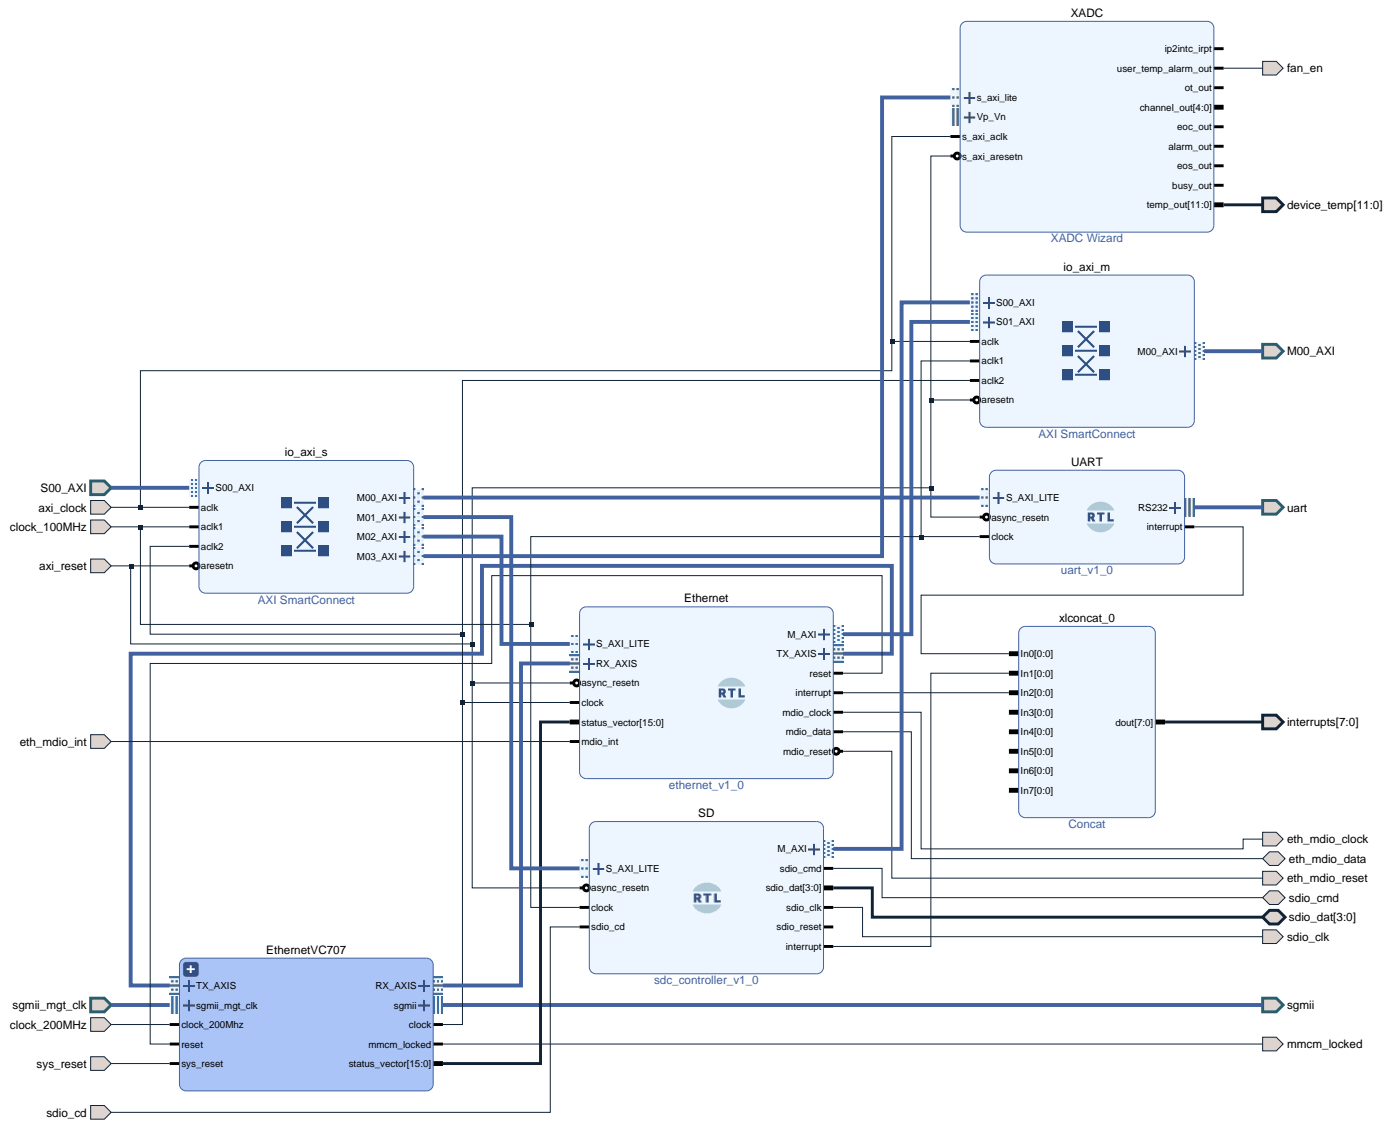 XADC
ip2intc_irpt
user_temp_alarm_out
fan_en
ot_out
s_axi_lite
channel_out[4:0]
Vp_Vn
eoc_out
s_axi_aclk
alarm_out
s_axi_aresetn
eos_out
busy_out
temp_out[11:0]
device_temp[11:0]
XADC Wizard
io_axi_m
S00_AXI
S01_AXI
aclk
M00_AXI
M00_AXI
aclk1
aclk2
aresetn
AXI SmartConnect
io_axi_s
S00_AXI
S00_AXI
M00_AXI
axi_clock
aclk
M01_AXI
clock_100MHz
aclk1
M02_AXI
aclk2
M03_AXI
axi_reset
aresetn
AXI SmartConnect
UART
S_AXI_LITE
RS232
uart
async_resetn
RTL
interrupt
clock
uart_v1_0
Ethernet
S_AXI_LITE
M_AXI
RX_AXIS
TX_AXIS
async_resetn
reset
RTL
clock
interrupt
status_vector[15:0]
mdio_clock
eth_mdio_int
mdio_int
mdio_data
mdio_reset
ethernet_v1_0
xlconcat_0
In0[0:0]
In1[0:0]
In2[0:0]
In3[0:0]
dout[7:0]
interrupts[7:0]
In4[0:0]
In5[0:0]
In6[0:0]
In7[0:0]
Concat
SD
M_AXI
S_AXI_LITE
sdio_cmd
async_resetn
sdio_dat[3:0]
RTL
clock
sdio_clk
sdio_cd
sdio_reset
interrupt
sdc_controller_v1_0
eth_mdio_clock
eth_mdio_data
eth_mdio_reset
sdio_cmd
sdio_dat[3:0]
sdio_clk
EthernetVC707
TX_AXIS
RX_AXIS
sgmii_mgt_clk
sgmii_mgt_clk
sgmii
sgmii
clock_200MHz
clock_200Mhz
clock
reset
mmcm_locked
mmcm_locked
sys_reset
sys_reset
status_vector[15:0]
sdio_cd